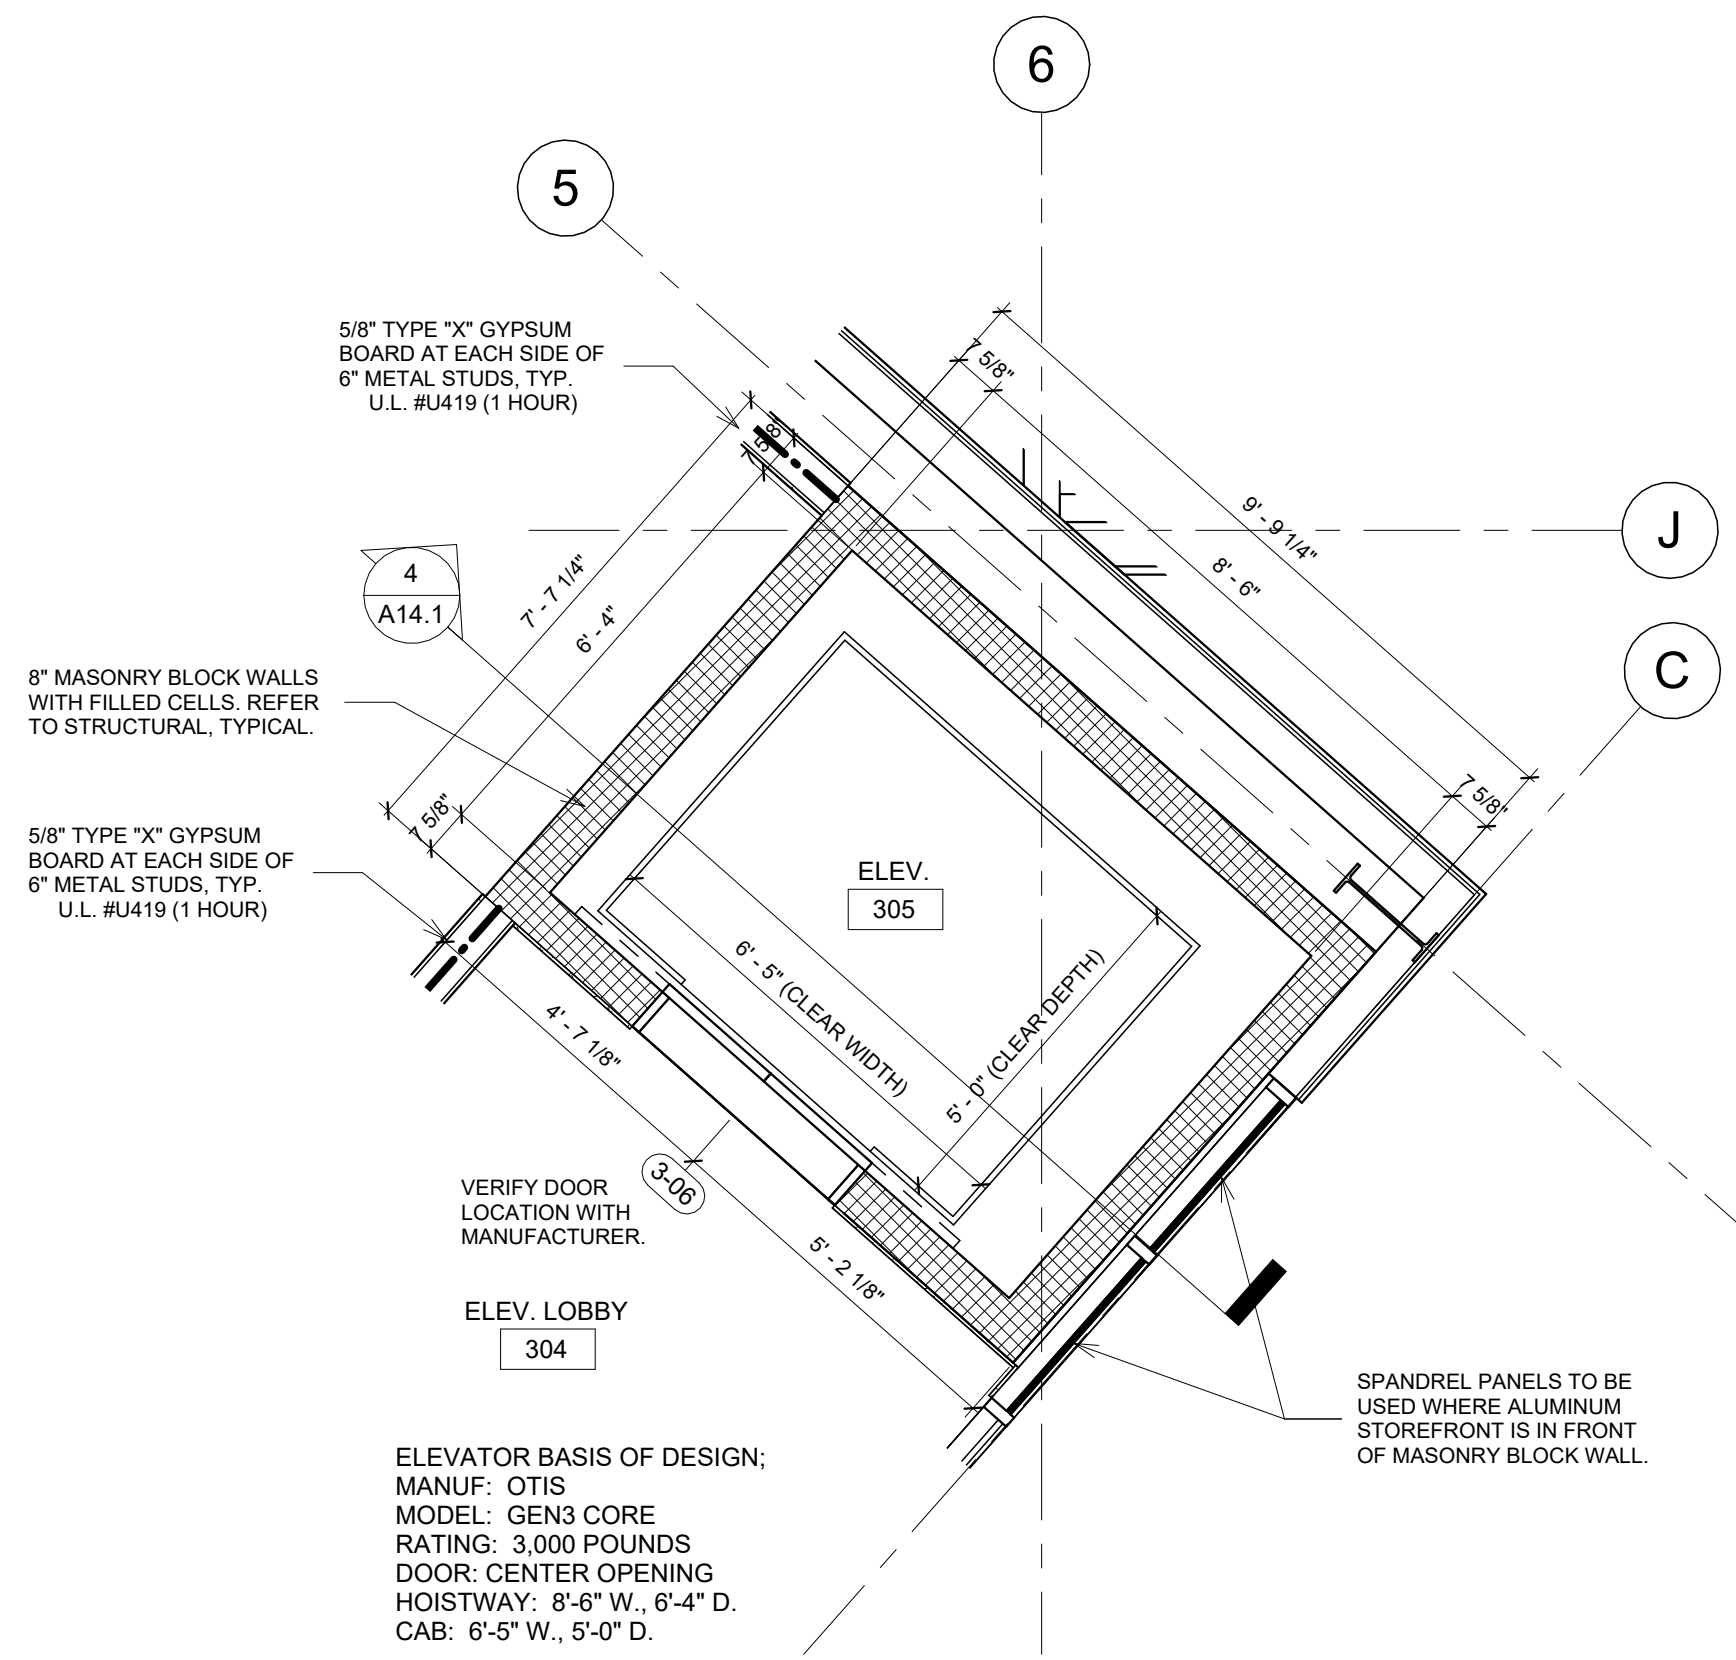 6
5
5/8" TYPE "X" GYPSUM
BOARD AT EACH SIDE OF
6" METAL STUDS, TYP.
U.L. #U419 (1 HOUR)
7 5/8"
7 5/8"
9' - 9 1/4"
8' - 6"
J
4
A14.1
7' - 7 1/4"
6' - 4"
C
8" MASONRY BLOCK WALLS
WITH FILLED CELLS. REFER
TO STRUCTURAL, TYPICAL.
7 5/8"
7 5/8"
5/8" TYPE "X" GYPSUM
BOARD AT EACH SIDE OF
6" METAL STUDS, TYP.
U.L. #U419 (1 HOUR)
ELEV.
305
6' - 5" (CLEAR WIDTH)
5' - 0" (CLEAR DEPTH)
4' - 7 1/8"
3-06
VERIFY DOOR
LOCATION WITH
MANUFACTURER.
5' - 2 1/8"
ELEV. LOBBY
304
SPANDREL PANELS TO BE
USED WHERE ALUMINUM
STOREFRONT IS IN FRONT
OF MASONRY BLOCK WALL.
ELEVATOR BASIS OF DESIGN;
MANUF: OTIS
MODEL: GEN3 CORE
RATING: 3,000 POUNDS
DOOR: CENTER OPENING
HOISTWAY: 8'-6" W., 6'-4" D.
CAB: 6'-5" W., 5'-0" D.